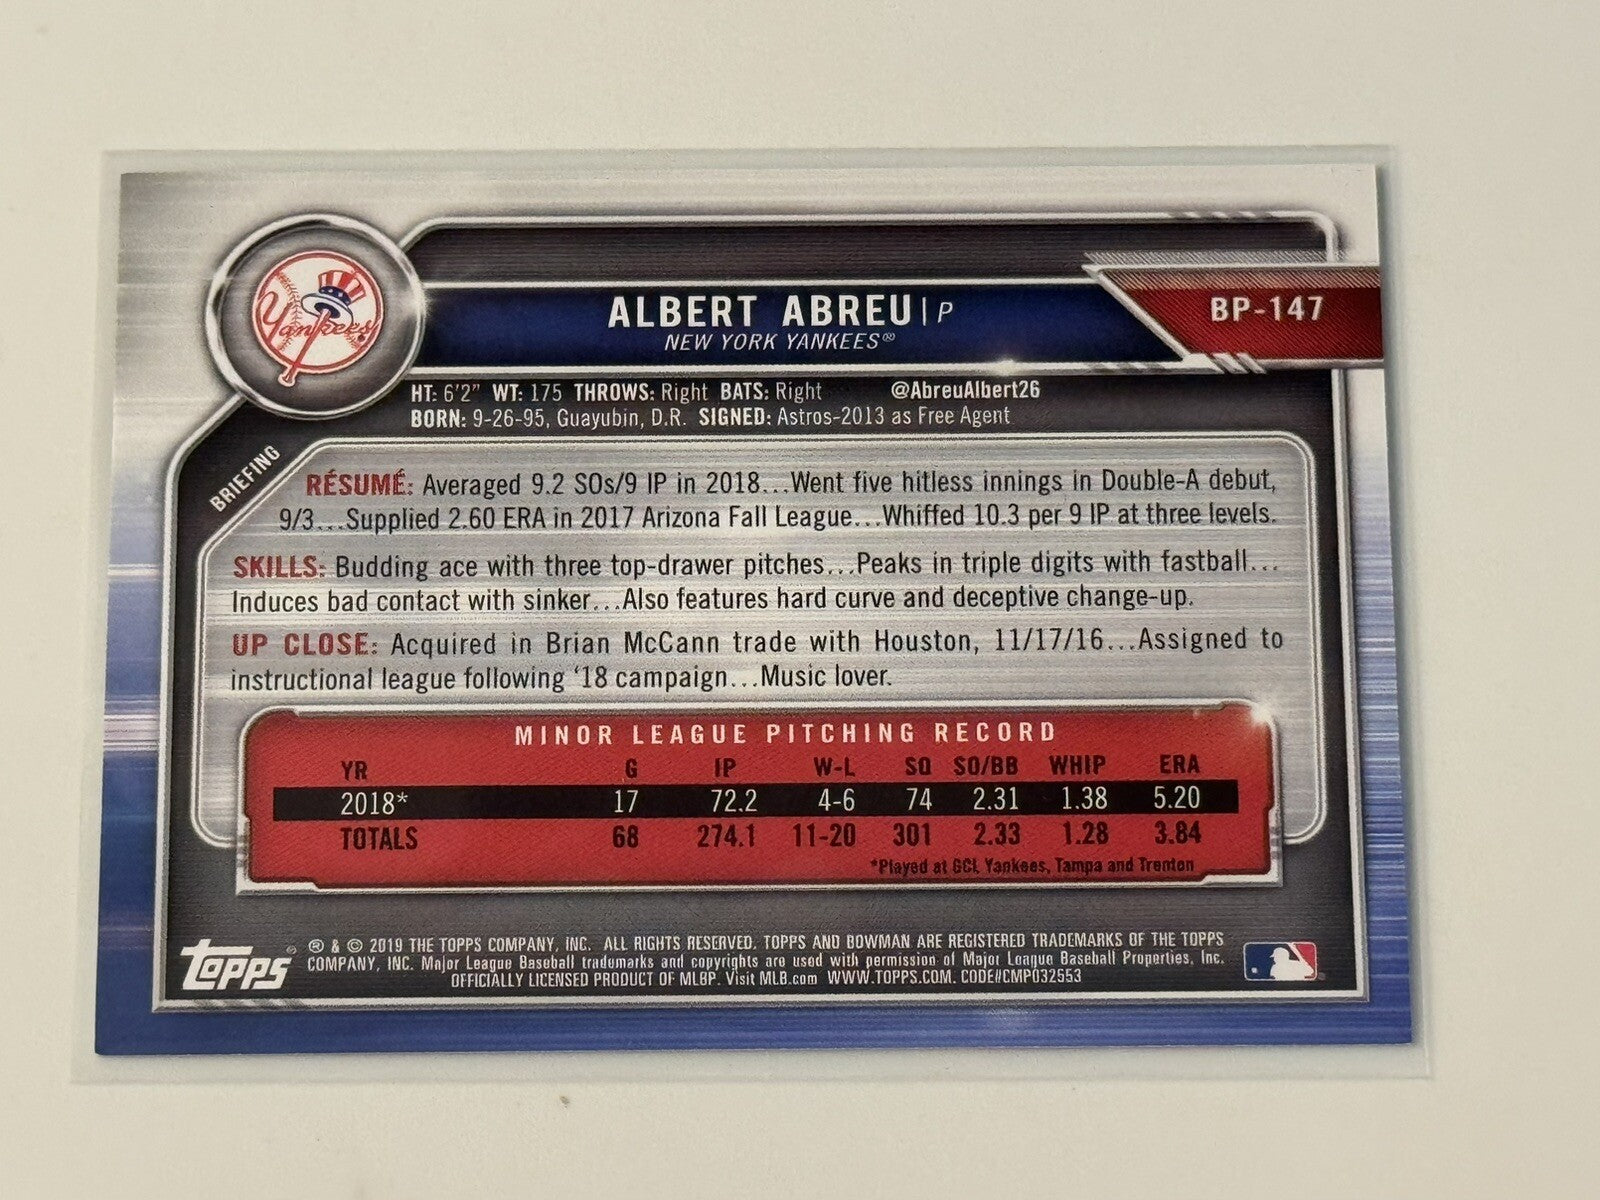 Yankees
ALBERT ABREU | P
BP-147
NEW YORK YANKEES®
HT: 6'2" WT: 175 THROWS: Right BATS: Right @AbreuAlbert26
BORN: 9-26-95, Guayubin, D.R. SIGNED: Astros-2013 as Free Agent
BRIEFING
RÉSUMÉ: Averaged 9.2 SOs/9 IP in 2018...Went five hitless innings in Double-A debut,
9/3...Supplied 2.60 ERA in 2017 Arizona Fall League...Whiffed 10.3 per 9 IP at three levels.
SKILLS: Budding ace with three top-drawer pitches...Peaks in triple digits with fastball...
Induces bad contact with sinker...Also features hard curve and deceptive change-up.
UP CLOSE: Acquired in Brian McCann trade with Houston, 11/17/16...Assigned to
instructional league following '18 campaign...Music lover.
MINOR LEAGUE PITCHING RECORD
YR G IP W-L SO SO/BB WHIP ERA
2018* 17 72.2 4-6 74 2.31 1.38 5.20
TOTALS 68 274.1 11-20 301 2.33 1.28 3.84
*Played at GCL Yankees, Tampa and Trenton
Topps®
® & © 2019 THE TOPPS COMPANY, INC. ALL RIGHTS RESERVED. TOPPS AND BOWMAN ARE REGISTERED TRADEMARKS OF THE TOPPS
COMPANY, INC. Major League Baseball trademarks and copyrights are used with permission of Major League Baseball Properties, Inc.
OFFICIALLY LICENSED PRODUCT OF MLBP. Visit MLB.com WWW.TOPPS.COM. CODE#CMP032553